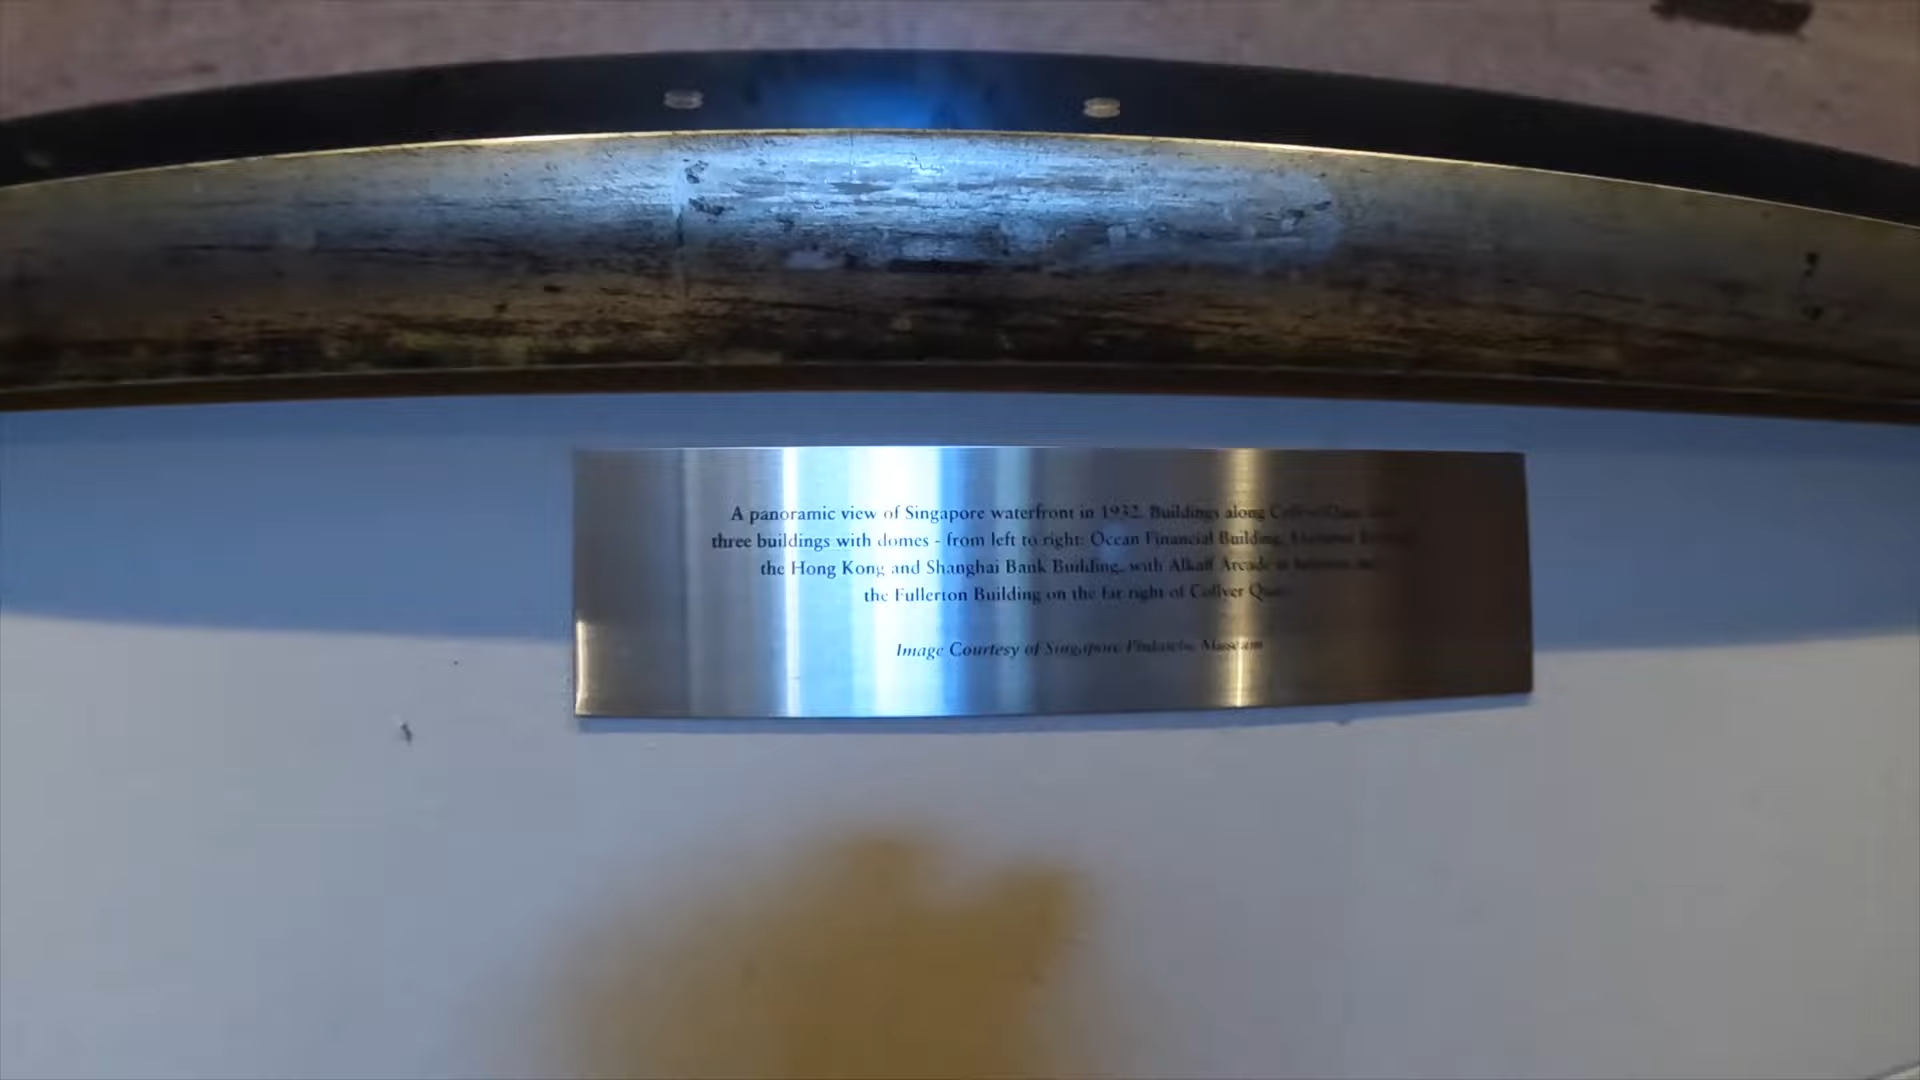 A panoramic view of Singapore waterfront in 1932. Buildings along
three buildings with domes - from left to right: Ocean Financial Building,
the Hong Kong and Shanghai Bank Building, with Alkaff Arcade
the Fullerton Building on the far right of Collyer
Image Courtesy of Singapore